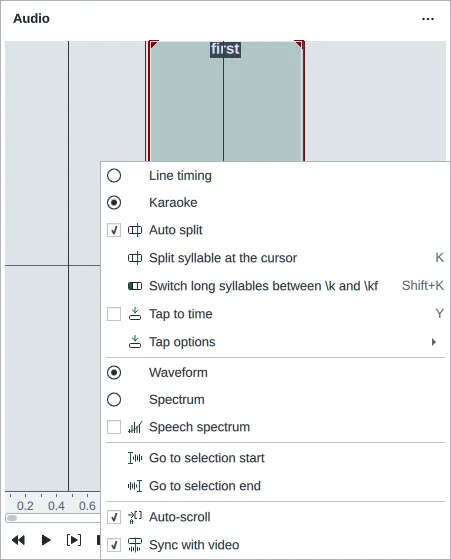 Audio
first
Line timing
Karaoke
Auto split
Split syllable at the cursor K
Switch long syllables between \k and \kf Shift+K
Tap to time Y
Tap options
Waveform
Spectrum
Speech spectrum
Go to selection start
Go to selection end
0.2 0.4 0.6
Auto-scroll
Sync with video